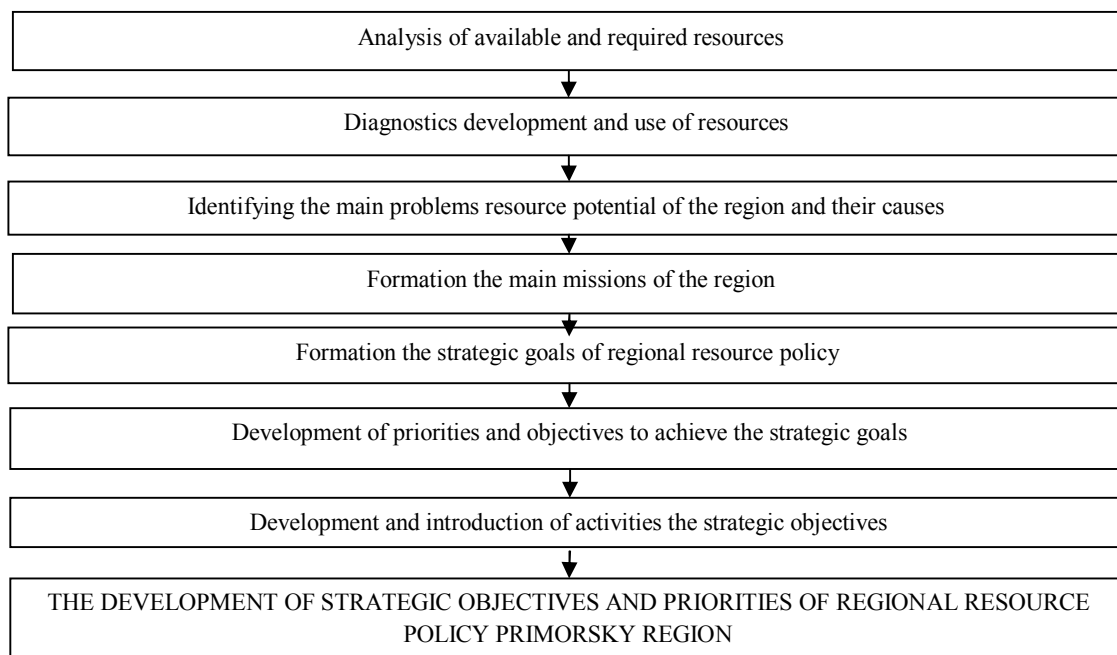 Analysis of available and required resources
Diagnostics development and use of resources
Identifying the main problems resource potential of the region and their causes
Formation the main missions of the region
Formation the strategic goals of regional resource policy
Development of priorities and objectives to achieve the strategic goals
Development and introduction of activities the strategic objectives
THE DEVELOPMENT OF STRATEGIC OBJECTIVES AND PRIORITIES OF REGIONAL RESOURCE
POLICY PRIMORSKY REGION